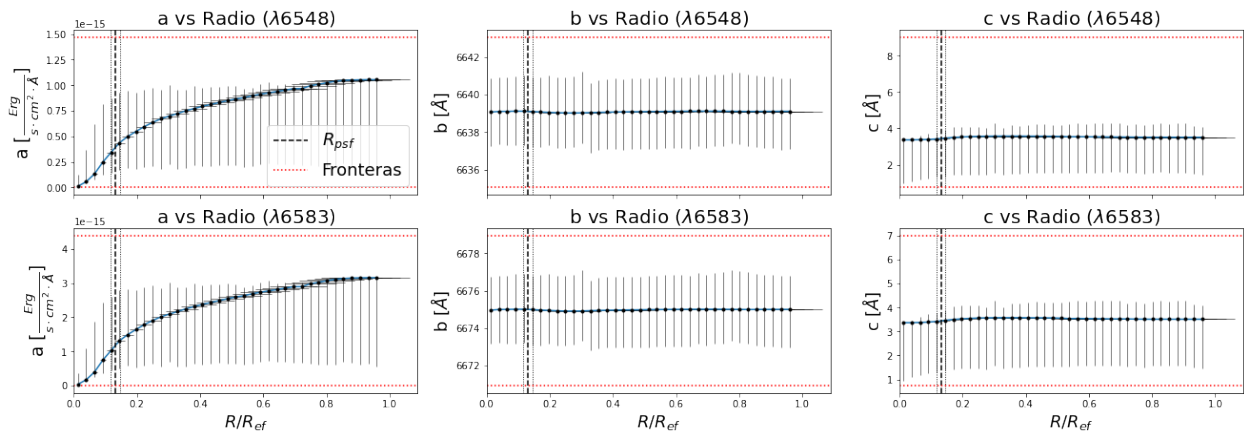 a vs Radio (λ6548)
b vs Radio (λ6548)
c vs Radio (λ6548)
1e−15
a [Erg / s · cm² · Å]
1.50
1.25
1.00
0.75
0.50
0.25
0.00
R_psf
Fronteras
b [Å]
6642
6640
6638
6636
c [Å]
8
6
4
2
a vs Radio (λ6583)
b vs Radio (λ6583)
c vs Radio (λ6583)
1e−15
a [Erg / s · cm² · Å]
4
3
2
1
0
0.0 0.2 0.4 0.6 0.8 1.0
R/R_ef
b [Å]
6678
6676
6674
6672
0.0 0.2 0.4 0.6 0.8 1.0
R/R_ef
c [Å]
7
6
5
4
3
2
1
0.0 0.2 0.4 0.6 0.8 1.0
R/R_ef